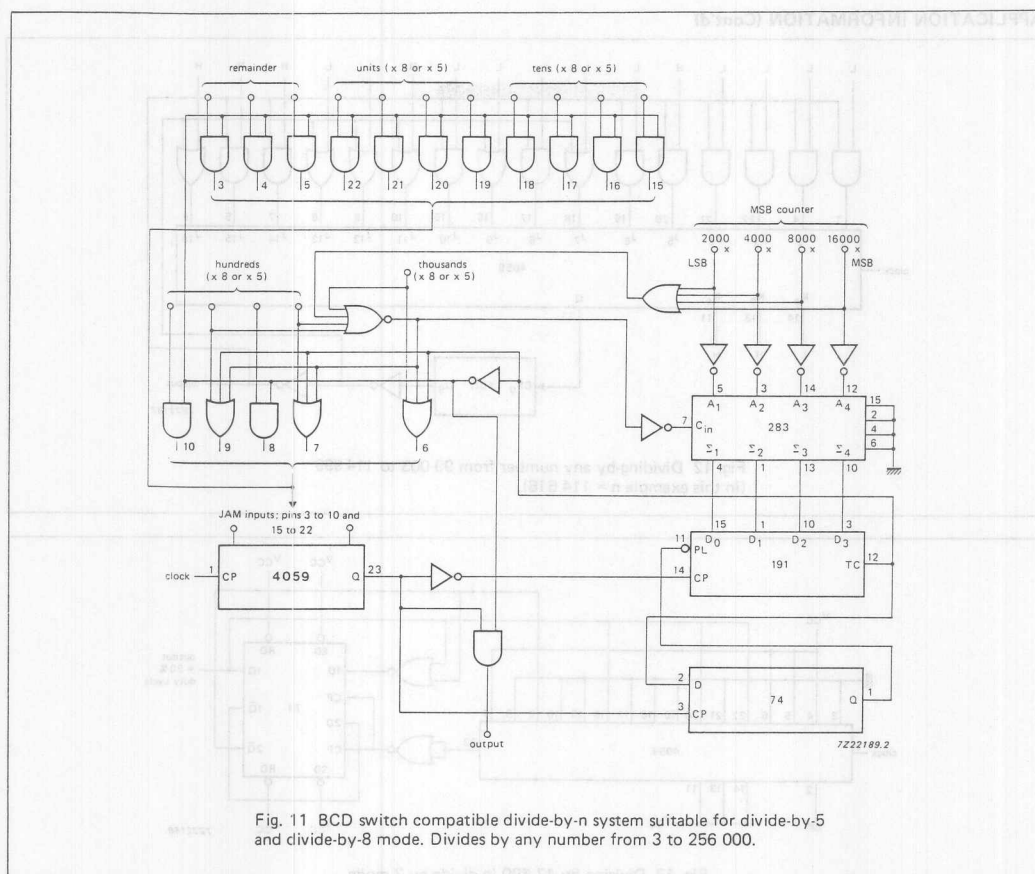 APPLICATION INFORMATION (Cont'd)
remainder
units (x 8 or x 5)
tens (x 8 or x 5)
3 4 5 22 21 20 19 18 17 16 15
MSB counter
2000 x 4000 x 8000 x 16000 x
LSB MSB
hundreds
(x 8 or x 5)
thousands
(x 8 or x 5)
5 3 14 12
A1 A2 A3 A4
7 Cin 283
15
2
4
6
Σ1 Σ2 Σ3 Σ4
4 1 13 10
10 9 8 7 6
JAM inputs; pins 3 to 10 and
15 to 22
15 1 10 3
11 PL D0 D1 D2 D3
14 CP 191 TC 12
clock 1 CP 4059 Q 23
2 D
3 CP 74 Q 1
output
7Z22189.2
Fig. 11 BCD switch compatible divide-by-n system suitable for divide-by-5
and divide-by-8 mode. Divides by any number from 3 to 256 000.